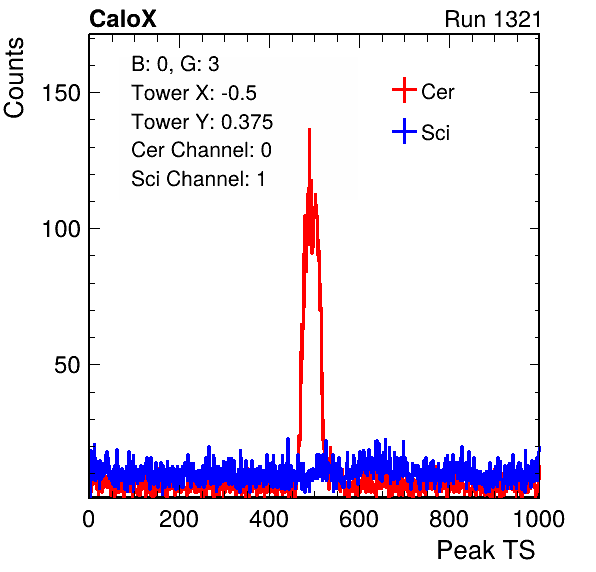 CaloX Run 1321
Counts
B: 0, G: 3
Tower X: -0.5
Tower Y: 0.375
Cer Channel: 0
Sci Channel: 1
Cer
Sci
150
100
50
0 200 400 600 800 1000
Peak TS